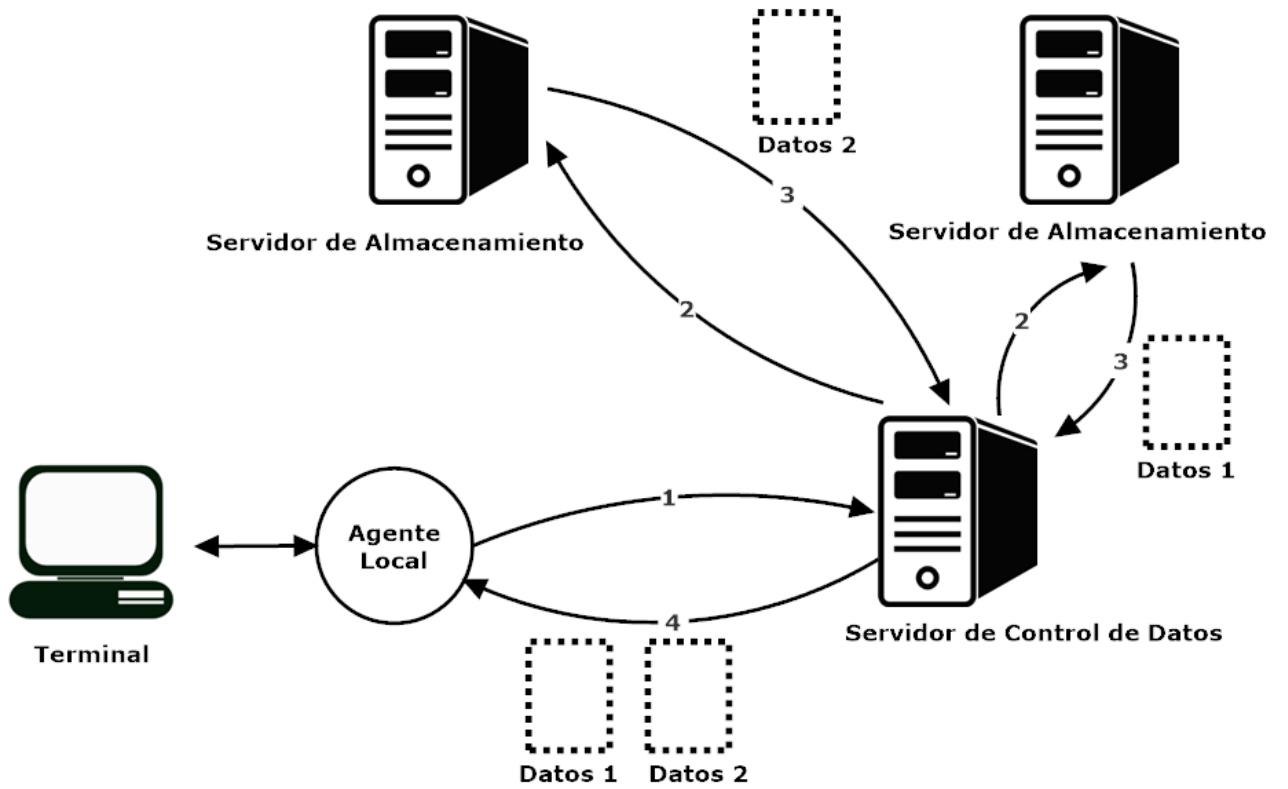 Datos 2
3
Servidor de Almacenamiento
Servidor de Almacenamiento
2
2
3
Datos 1
1
Agente
Local
4
Servidor de Control de Datos
Terminal
Datos 1
Datos 2